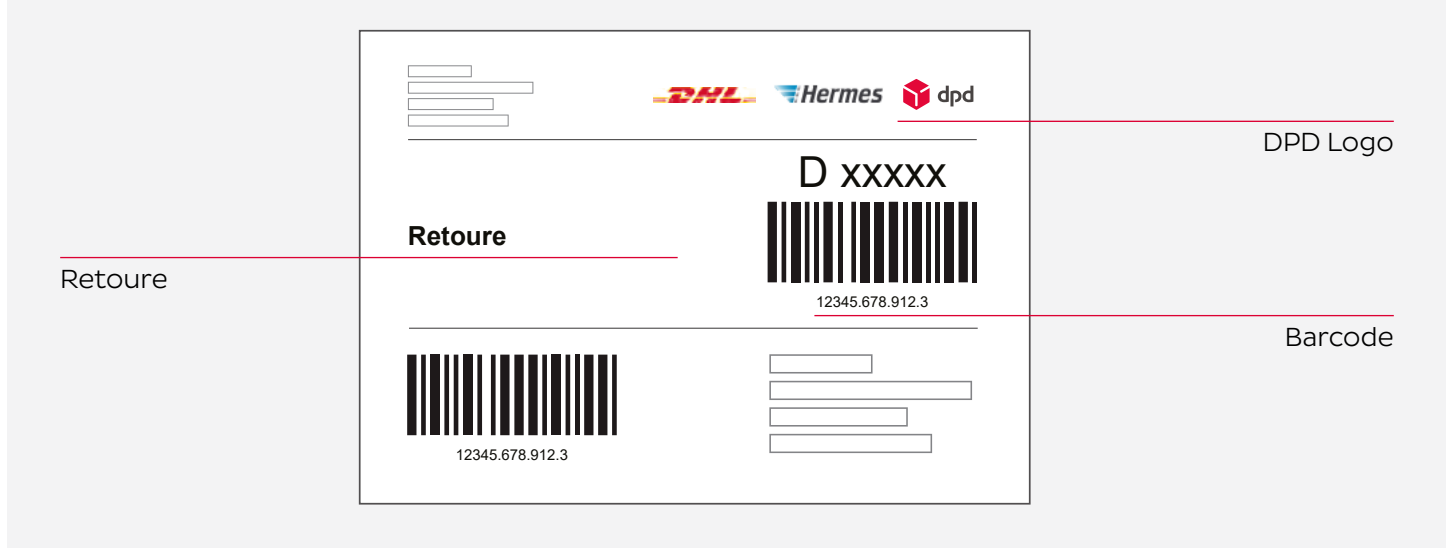 DHL Hermes dpd
DPD Logo
D xxxxx
Retoure
Retoure
12345.678.912.3
Barcode
12345.678.912.3